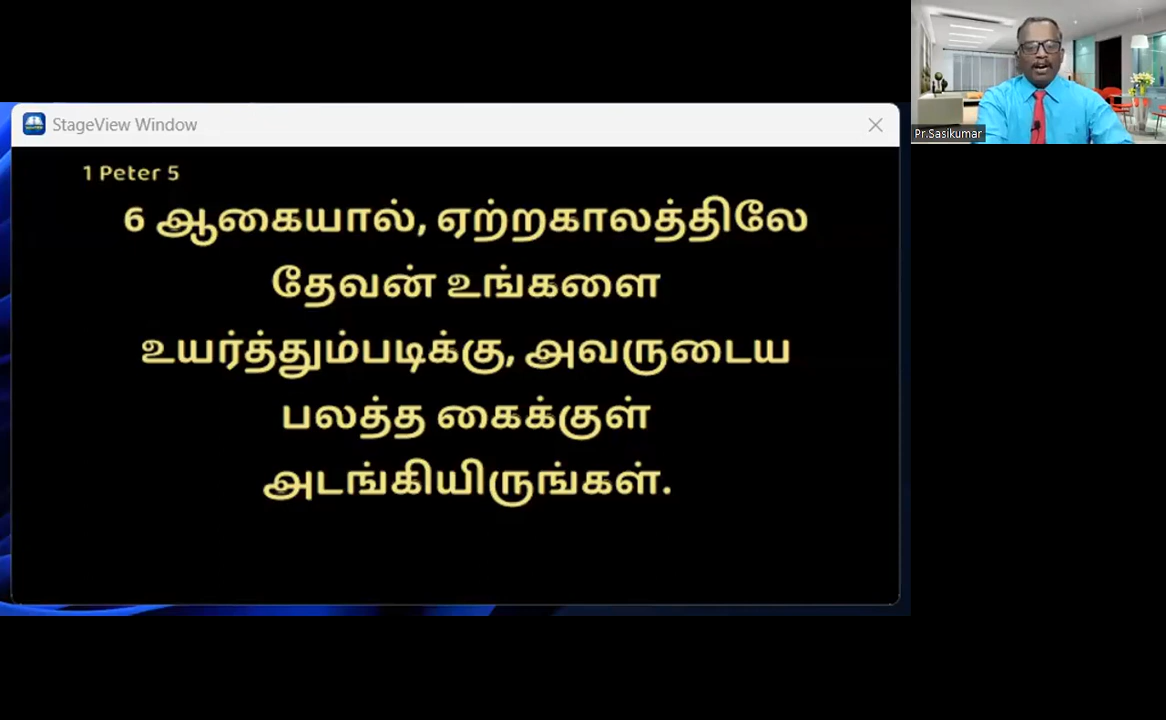 StageView Window
1 Peter 5
6 ஆகையால், ஏற்றகாலத்திலே
தேவன் உங்களை
உயர்த்தும்படிக்கு, அவருடைய
பலத்த கைக்குள்
அடங்கியிருங்கள்.
Pr.Sasikumar